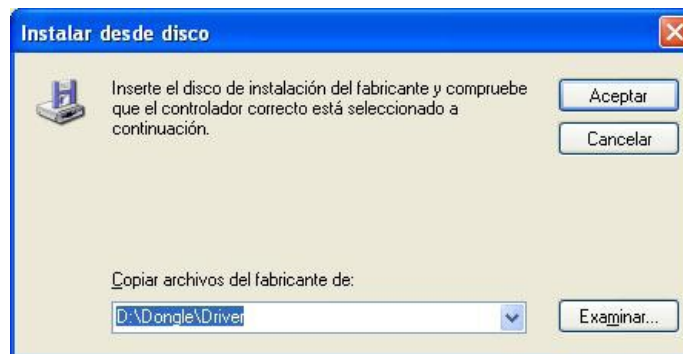 Instalar desde disco
Inserte el disco de instalación del fabricante y compruebe
que el controlador correcto está seleccionado a
continuación.
Aceptar
Cancelar
Copiar archivos del fabricante de:
D:\Dongle\Driver
Examinar...